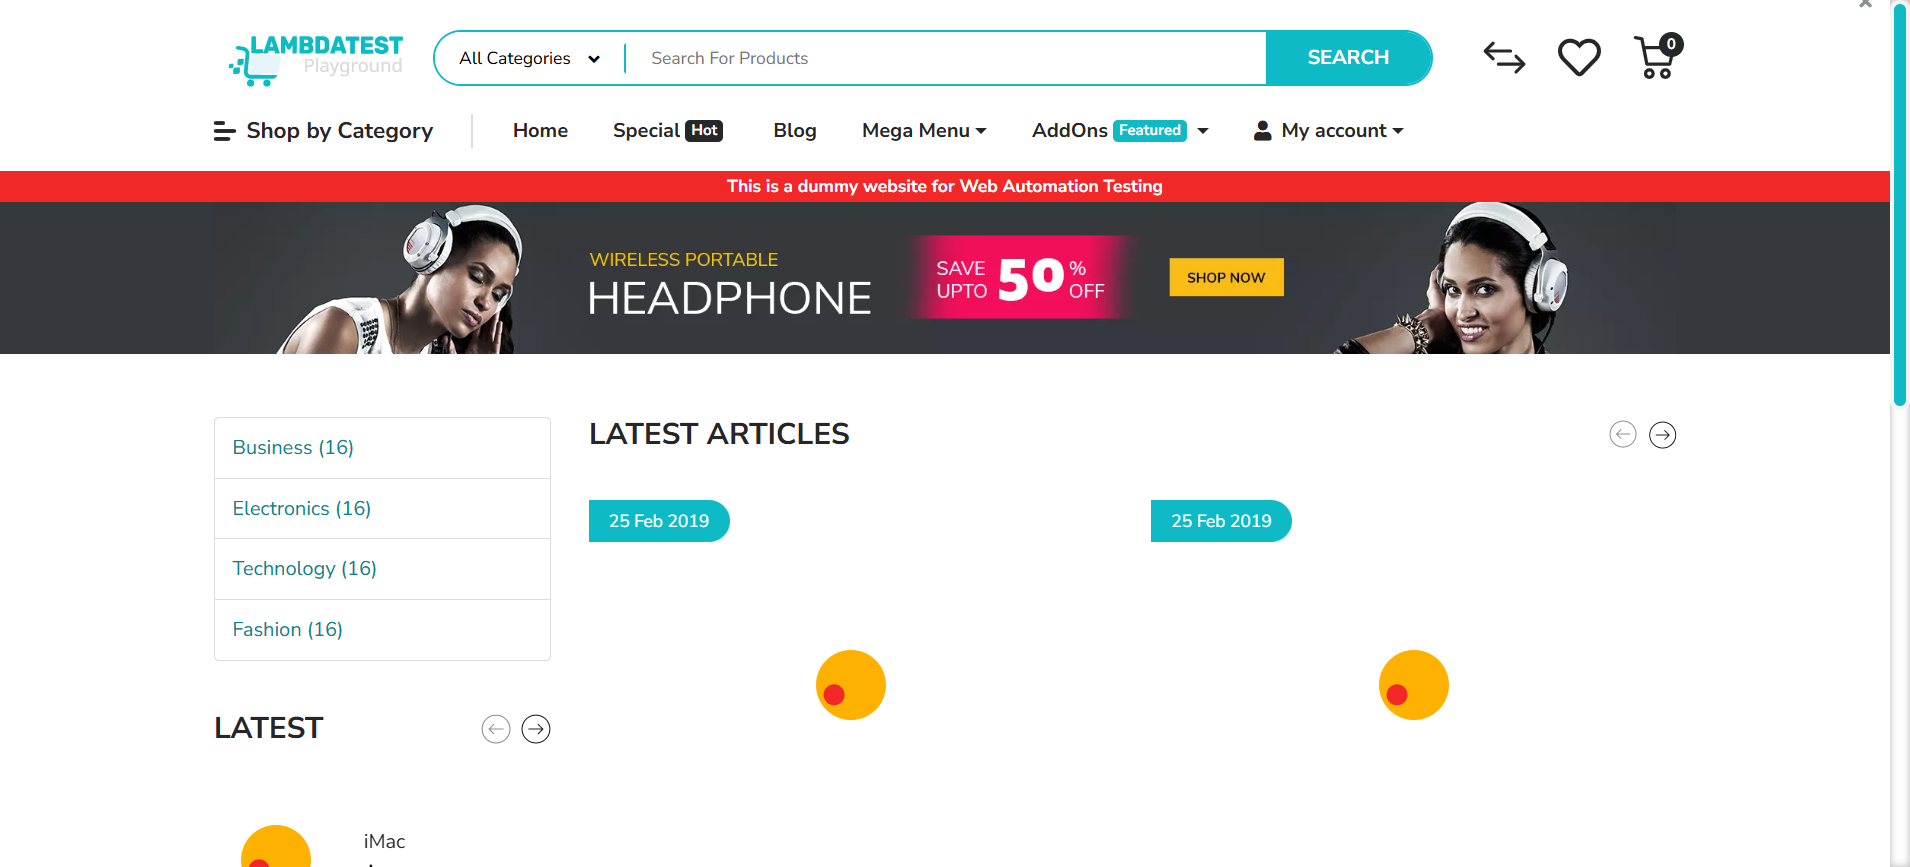 LAMBDATEST
Playground
All Categories
Search For Products
SEARCH
0
Shop by Category
Home
Special Hot
Blog
Mega Menu
AddOns Featured
My account
This is a dummy website for Web Automation Testing
WIRELESS PORTABLE
HEADPHONE
SAVE UPTO 50% OFF
SHOP NOW
Business (16)
Electronics (16)
Technology (16)
Fashion (16)
LATEST ARTICLES
25 Feb 2019
25 Feb 2019
LATEST
iMac